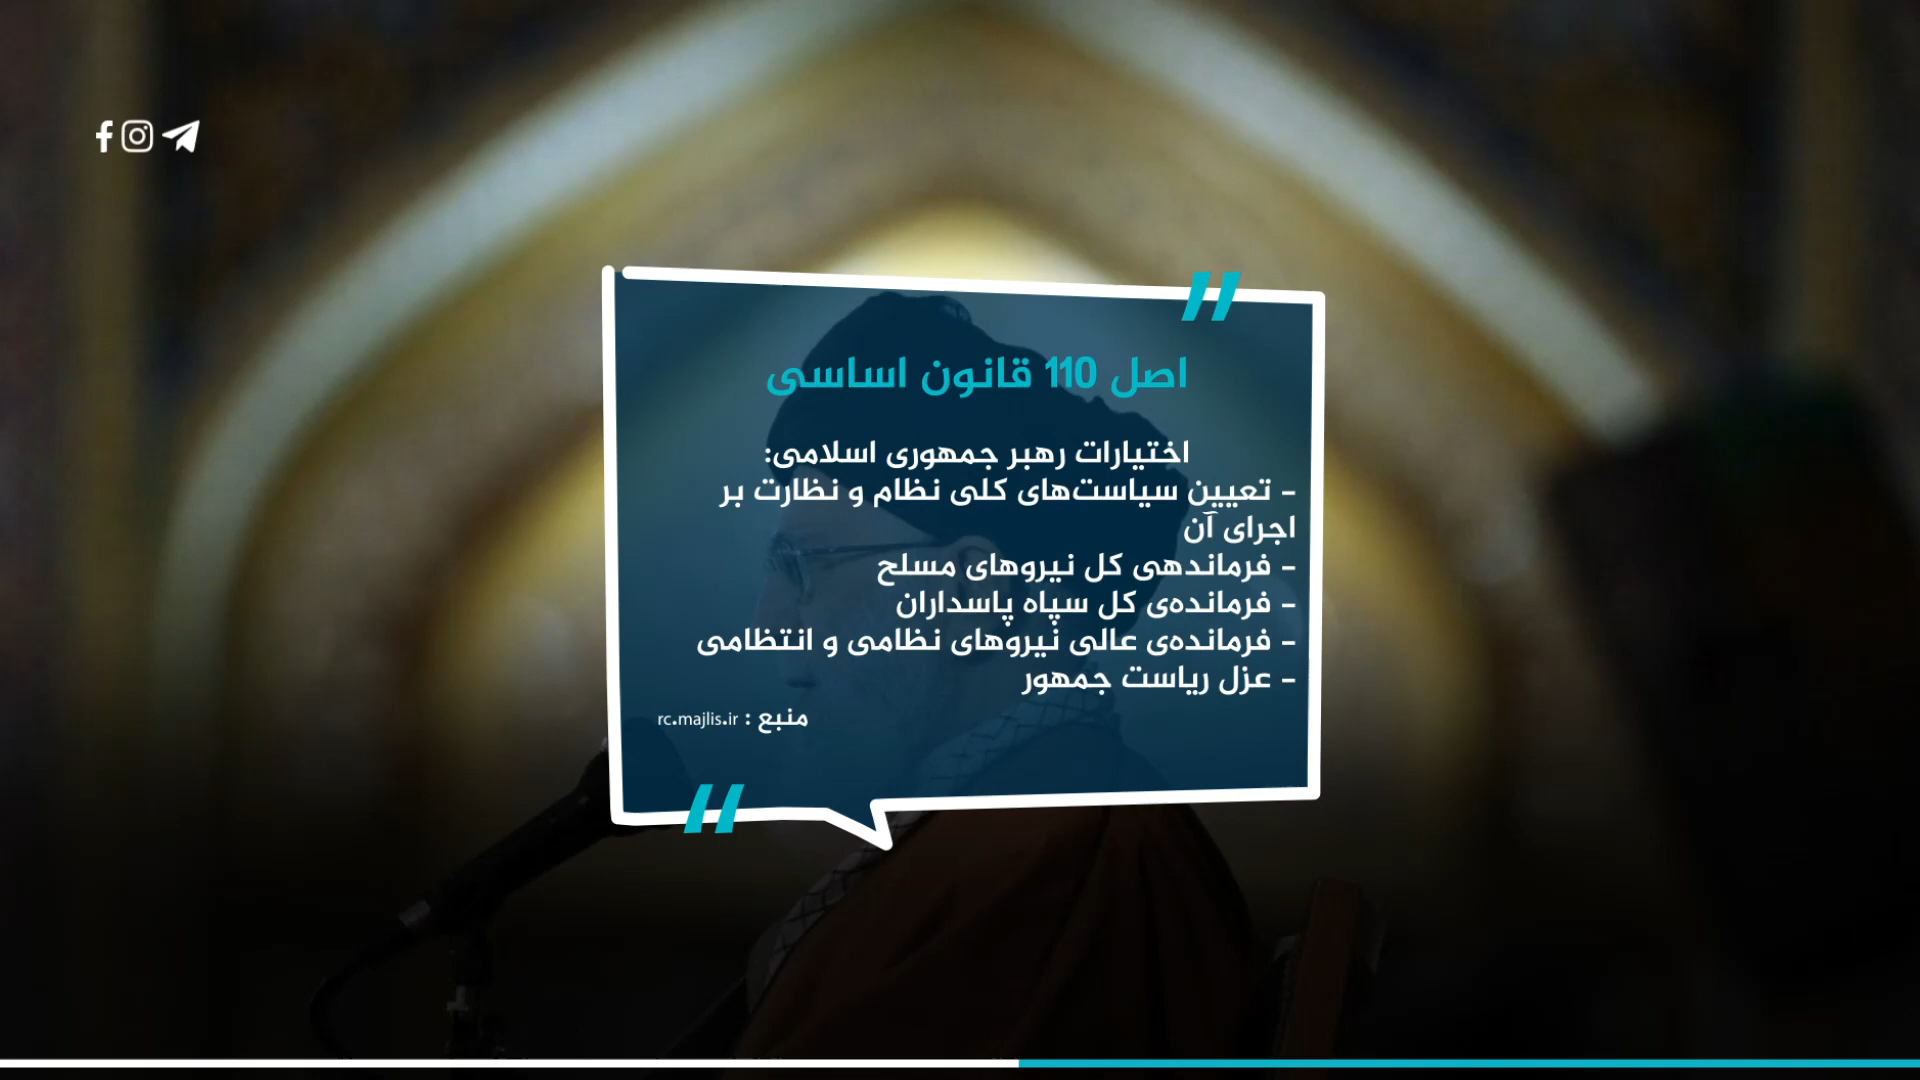 اصل 110 قانون اساسی
اختیارات رهبر جمهوری اسلامی:
- تعیین سیاست‌های کلی نظام و نظارت بر
اجرای آن
- فرماندهی کل نیروهای مسلح
- فرمانده‌ی کل سپاه پاسداران
- فرمانده‌ی عالی نیروهای نظامی و انتظامی
- عزل ریاست جمهور
منبع : rc.majlis.ir